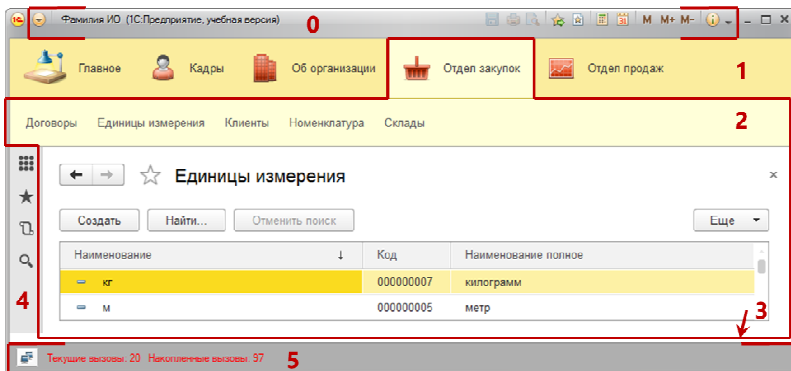 1С Фамилия ИО (1С:Предприятие, учебная версия) 0 31 M M+ M-
Главное Кадры Об организации Отдел закупок Отдел продаж 1
Договоры Единицы измерения Клиенты Номенклатура Склады 2
Единицы измерения ×
Создать Найти... Отменить поиск Еще
Наименование ↓ Код Наименование полное
кг 000000007 килограмм
м 000000005 метр
4 3
Текущие вызовы: 20 Накопленные вызовы: 97 5